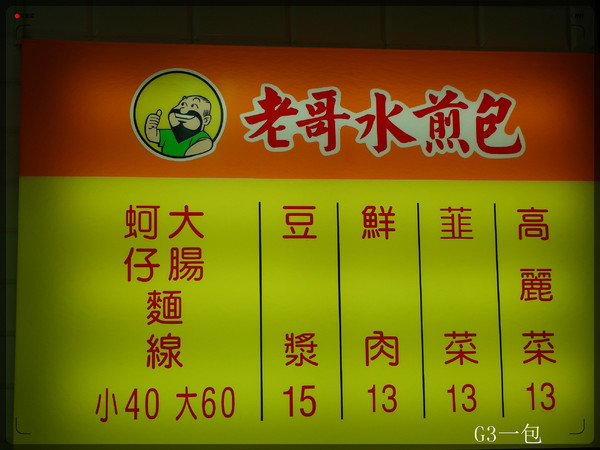 老哥水煎包
高麗菜 13
韮菜 13
鮮肉 13
豆漿 15
大腸
蚵仔
麵線
小40 大60
G3一包